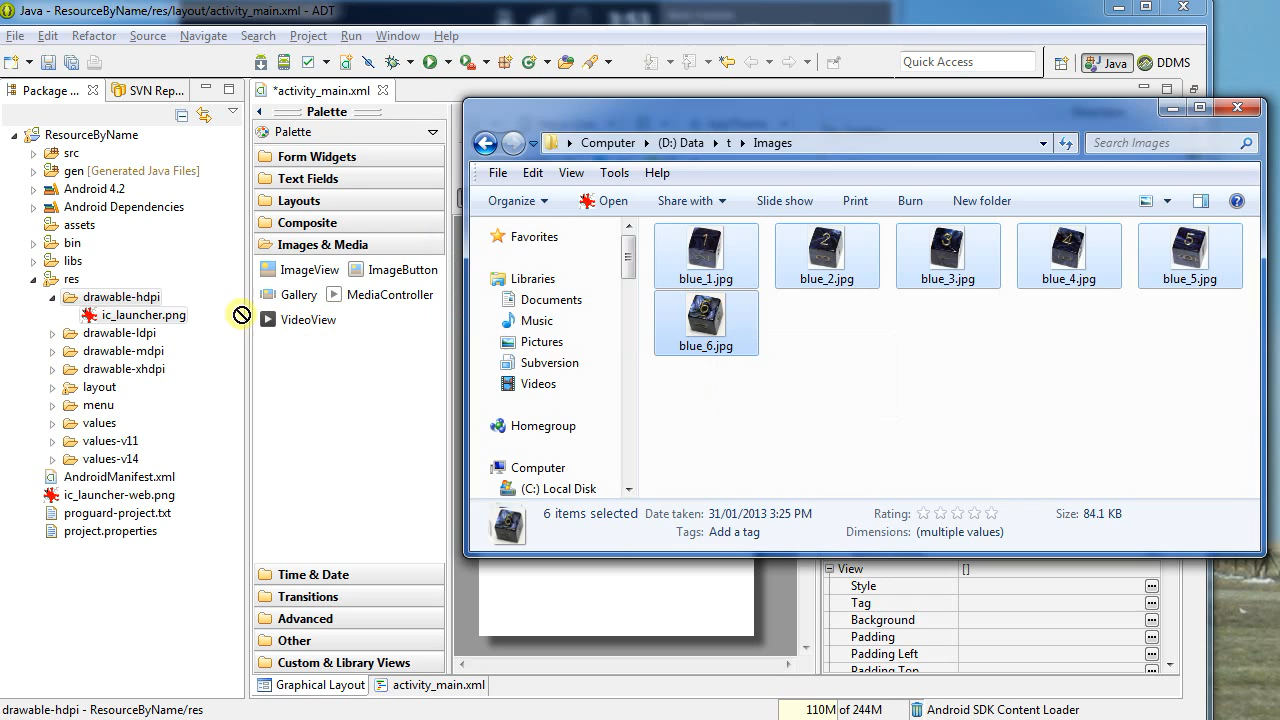 Java - ResourceByName/res/layout/activity_main.xml - ADT
File Edit Refactor Source Navigate Search Project Run Window Help
Quick Access
Java
DDMS
Package ...
SVN Rep...
*activity_main.xml
Palette
Palette
ResourceByName
src
gen [Generated Java Files]
Android 4.2
Android Dependencies
assets
bin
libs
res
drawable-hdpi
ic_launcher.png
drawable-ldpi
drawable-mdpi
drawable-xhdpi
layout
menu
values
values-v11
values-v14
AndroidManifest.xml
ic_launcher-web.png
proguard-project.txt
project.properties
Form Widgets
Text Fields
Layouts
Composite
Images & Media
ImageView ImageButton
Gallery MediaController
VideoView
Time & Date
Transitions
Advanced
Other
Custom & Library Views
Graphical Layout
activity_main.xml
Computer (D:) Data t Images
Search Images
File Edit View Tools Help
Organize Open Share with Slide show Print Burn New folder
Favorites
Libraries
Documents
Music
Pictures
Subversion
Videos
Homegroup
Computer
(C:) Local Disk
1 2 3 4 5
blue_1.jpg blue_2.jpg blue_3.jpg blue_4.jpg blue_5.jpg
6
blue_6.jpg
6 items selected Date taken: 31/01/2013 3:25 PM Rating: Size: 84.1 KB
Tags: Add a tag Dimensions: (multiple values)
View []
Style
Tag
Background
Padding
Padding Left
Padding Top
drawable-hdpi - ResourceByName/res
110M of 244M
Android SDK Content Loader